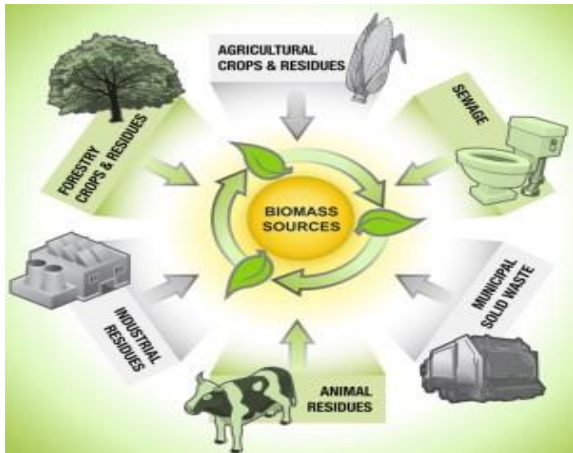 AGRICULTURAL
CROPS & RESIDUES
SEWAGE
FORESTRY
CROPS & RESIDUES
BIOMASS
SOURCES
MUNICIPAL
SOLID WASTE
INDUSTRIAL
RESIDUES
ANIMAL
RESIDUES